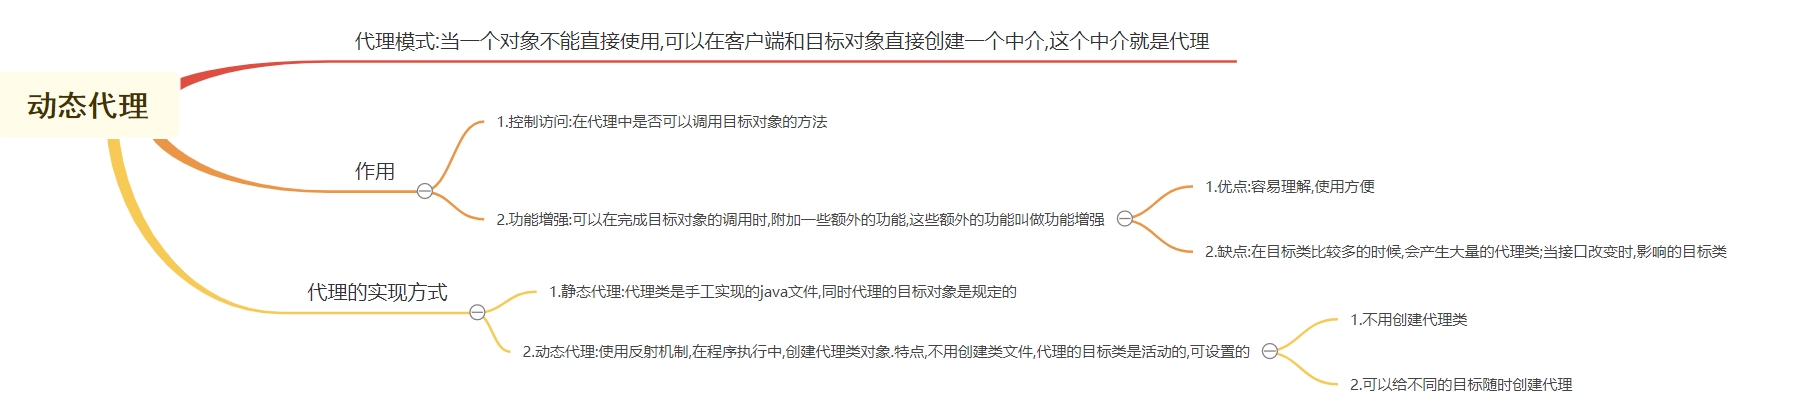 代理模式:当一个对象不能直接使用,可以在客户端和目标对象直接创建一个中介,这个中介就是代理
动态代理
1.控制访问:在代理中是否可以调用目标对象的方法
作用
2.功能增强:可以在完成目标对象的调用时,附加一些额外的功能,这些额外的功能叫做功能增强
1.优点:容易理解,使用方便
2.缺点:在目标类比较多的时候,会产生大量的代理类;当接口改变时,影响的目标类
代理的实现方式
1.静态代理:代理类是手工实现的java文件,同时代理的目标对象是规定的
2.动态代理:使用反射机制,在程序执行中,创建代理类对象.特点,不用创建类文件,代理的目标类是活动的,可设置的
1.不用创建代理类
2.可以给不同的目标随时创建代理